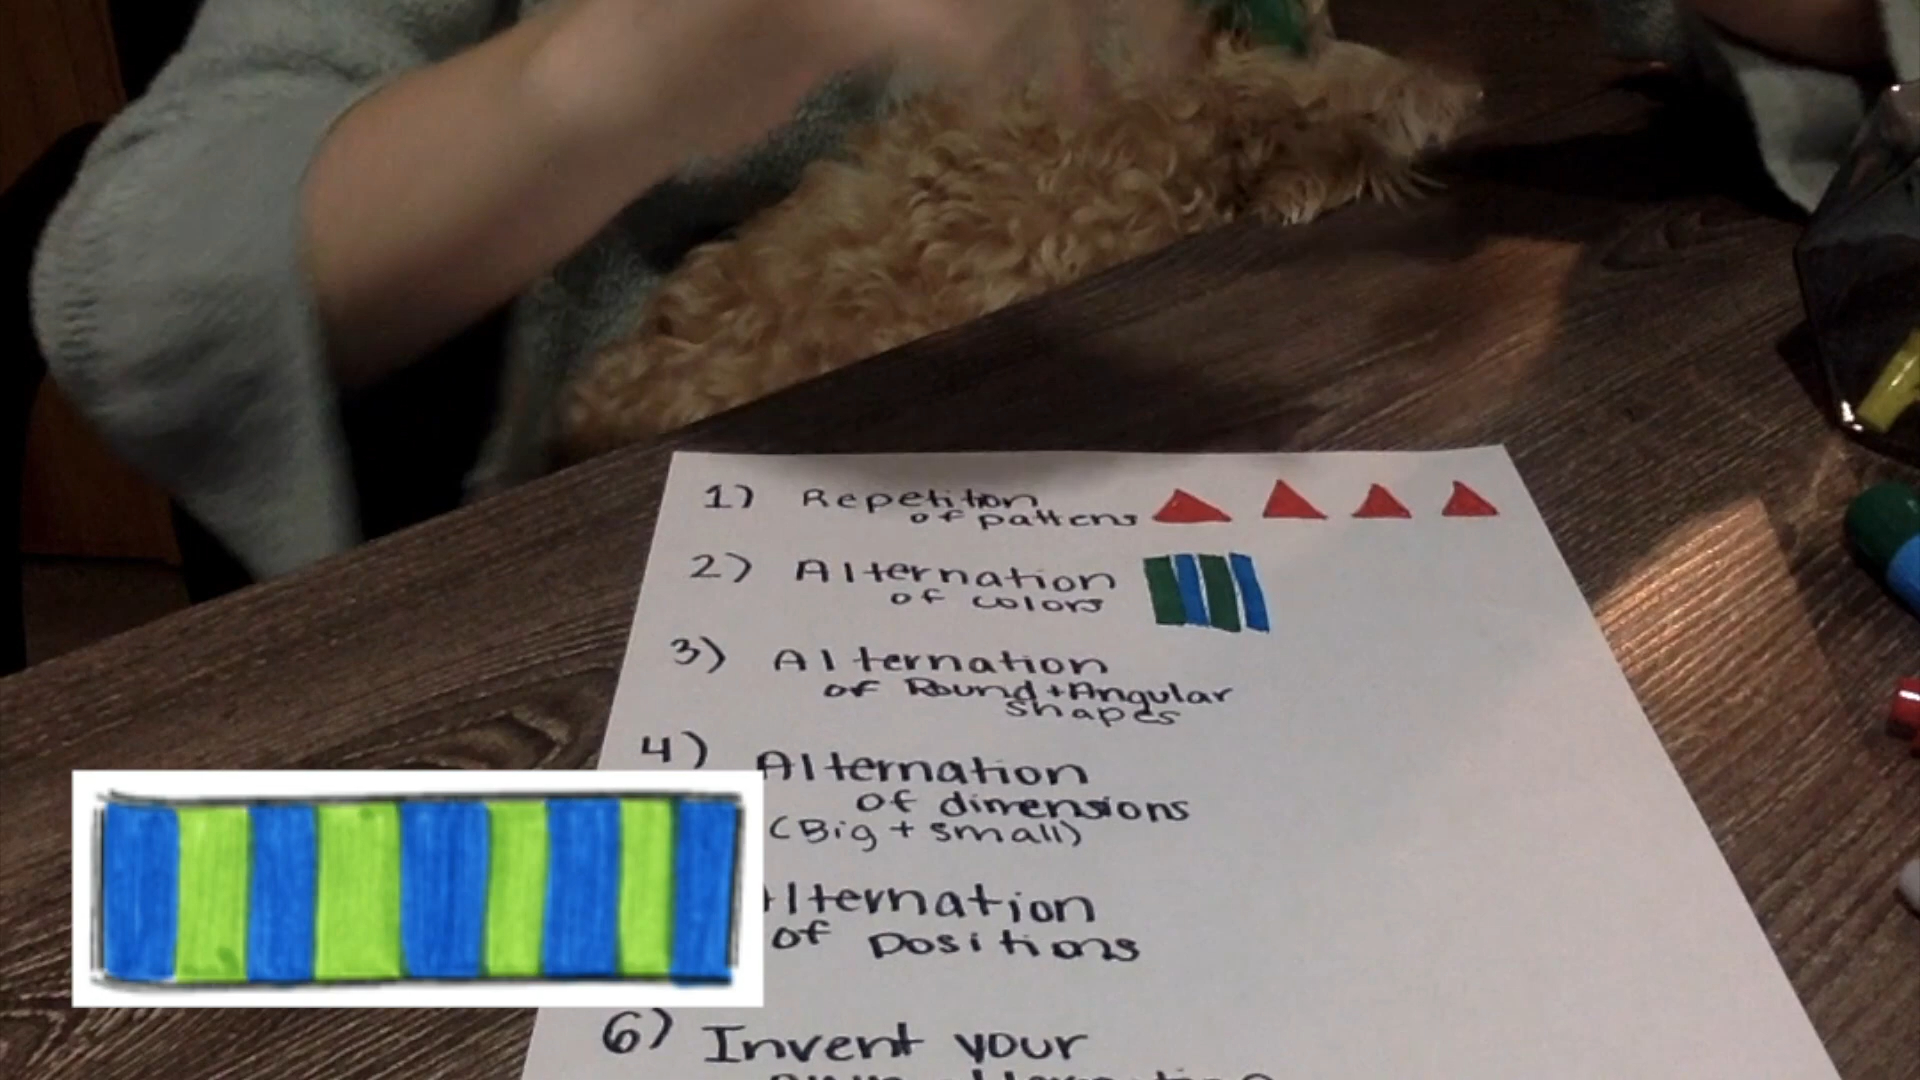 1) Repetition
of pattens
2) Alternation
of colors
3) Alternation
of Round+Angular
shapes
4) Alternation
of dimensions
(Big + small)
Alternation
of positions
6) Invent your